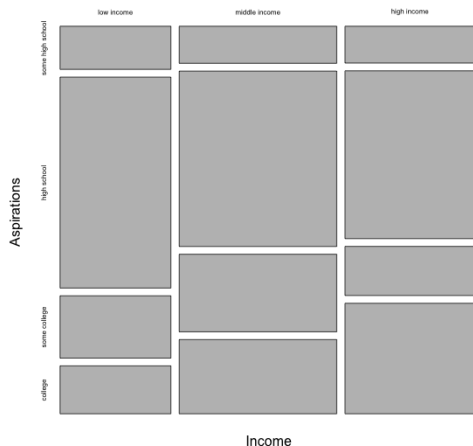 low income
middle income
high income
some high school
high school
some college
college
Aspirations
Income